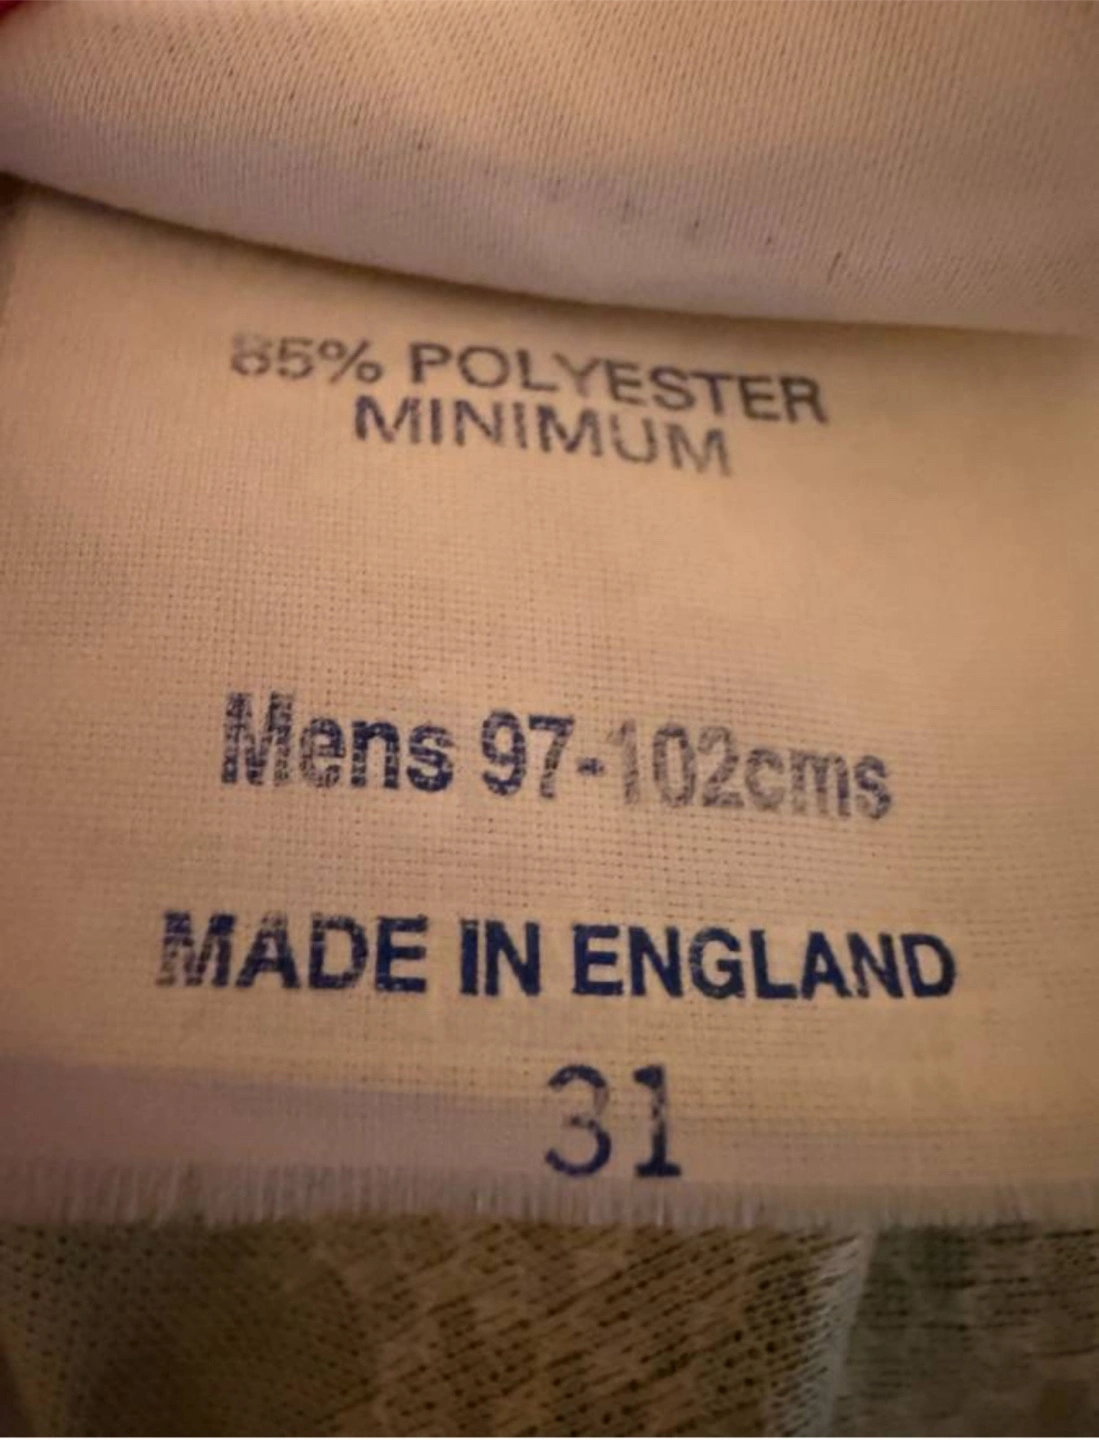 85% POLYESTER
MINIMUM
Mens 97-102cms
MADE IN ENGLAND
31